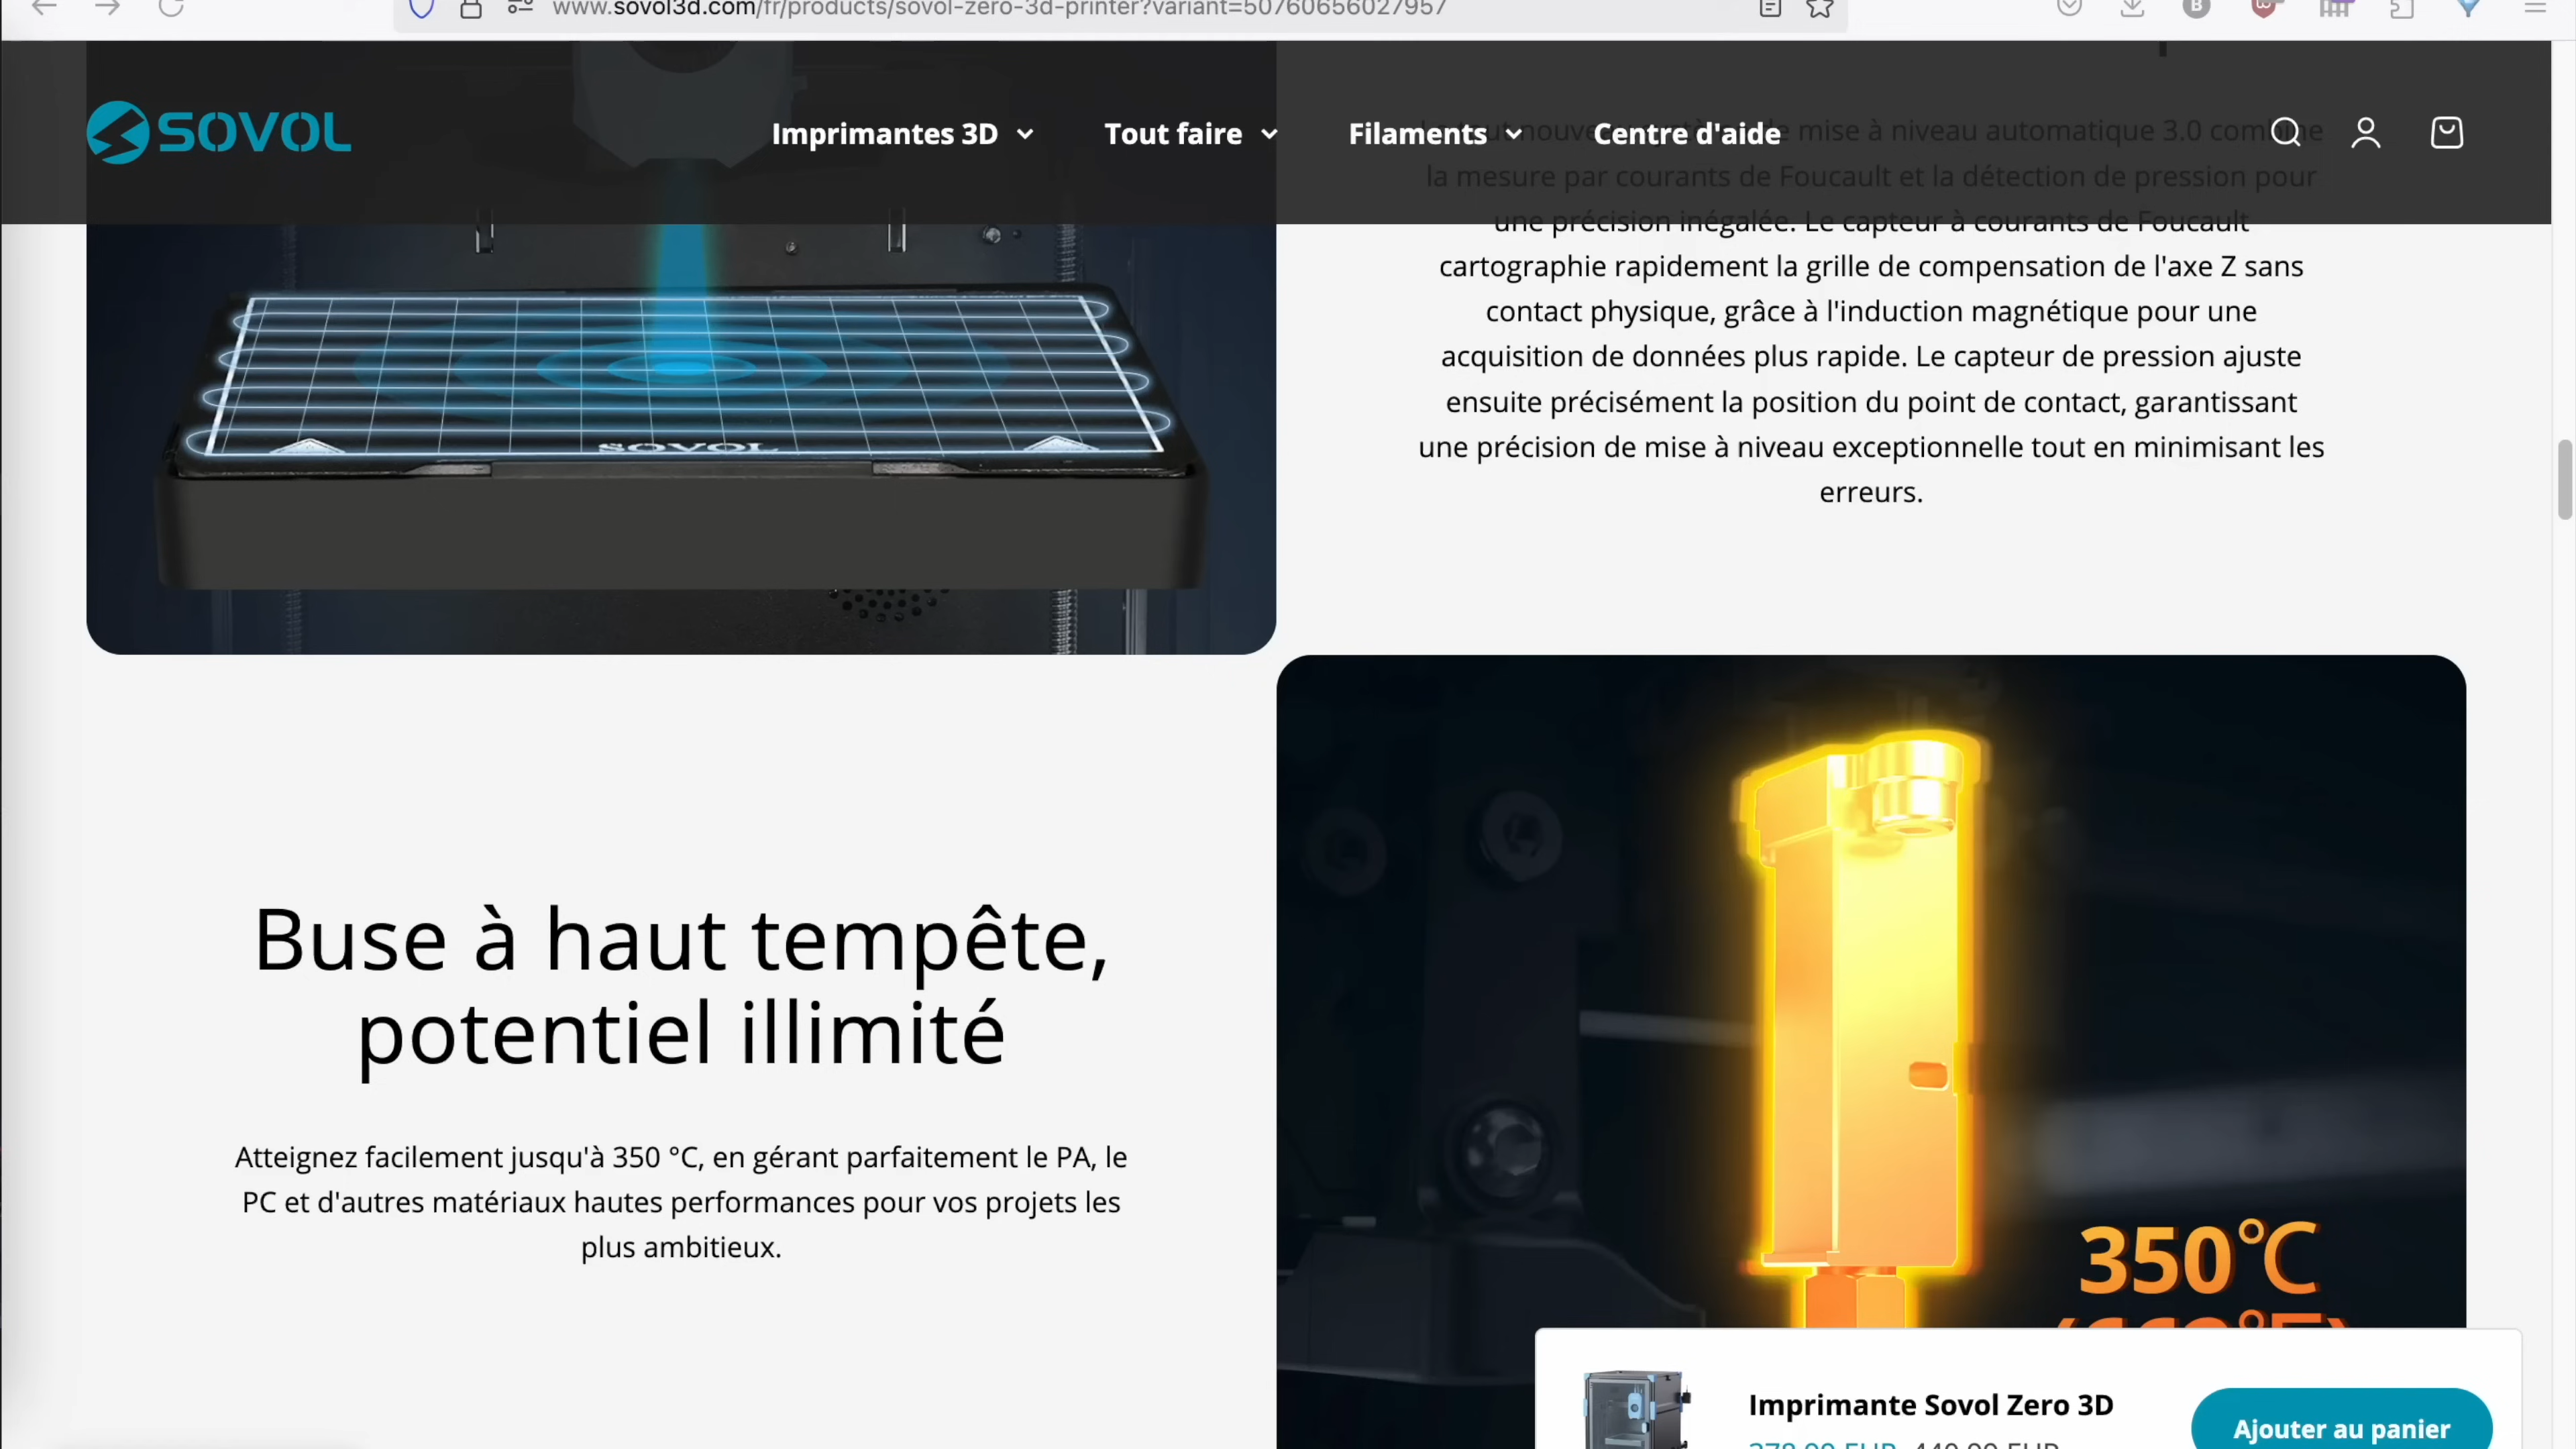 www.sovol3d.com/fr/products/sovol-zero-3d-printer?variant=50760656027957
SOVOL
Imprimantes 3D
Tout faire
Filaments
Centre d'aide
mise à niveau automatique 3.0
la mesure par courants de Foucault et la détection de pression pour
une précision inégalée. Le capteur à courants de Foucault
cartographie rapidement la grille de compensation de l'axe Z sans
contact physique, grâce à l'induction magnétique pour une
acquisition de données plus rapide. Le capteur de pression ajuste
ensuite précisément la position du point de contact, garantissant
une précision de mise à niveau exceptionnelle tout en minimisant les
erreurs.
SOVOL
Buse à haut tempête,
potentiel illimité
Atteignez facilement jusqu'à 350 °C, en gérant parfaitement le PA, le
PC et d'autres matériaux hautes performances pour vos projets les
plus ambitieux.
350°C
Imprimante Sovol Zero 3D
Ajouter au panier